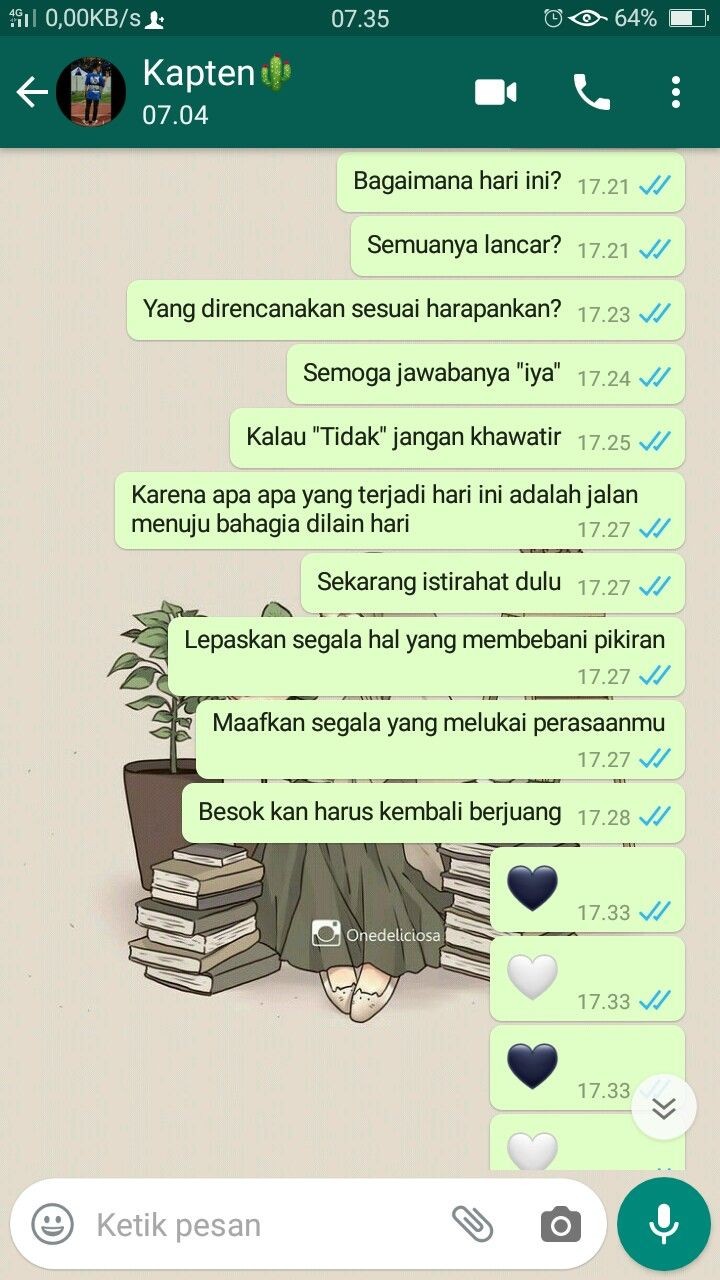 4G 0,00KB/s 07.35 64%
Kapten
07.04
Bagaimana hari ini? 17.21
Semuanya lancar? 17.21
Yang direncanakan sesuai harapankan? 17.23
Semoga jawabanya "iya" 17.24
Kalau "Tidak" jangan khawatir 17.25
Karena apa apa yang terjadi hari ini adalah jalan
menuju bahagia dilain hari 17.27
Sekarang istirahat dulu 17.27
Lepaskan segala hal yang membebani pikiran
17.27
Maafkan segala yang melukai perasaanmu
17.27
Besok kan harus kembali berjuang 17.28
17.33
Onedeliciosa
17.33
17.33
Ketik pesan